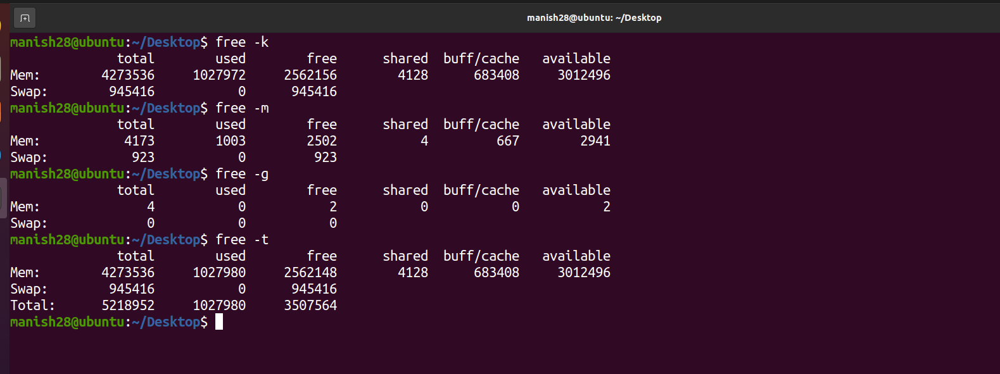 manish28@ubuntu: ~/Desktop
manish28@ubuntu:~/Desktop$ free -k
total used free shared buff/cache available
Mem: 4273536 1027972 2562156 4128 683408 3012496
Swap: 945416 0 945416
manish28@ubuntu:~/Desktop$ free -m
total used free shared buff/cache available
Mem: 4173 1003 2502 4 667 2941
Swap: 923 0 923
manish28@ubuntu:~/Desktop$ free -g
total used free shared buff/cache available
Mem: 4 0 2 0 0 2
Swap: 0 0 0
manish28@ubuntu:~/Desktop$ free -t
total used free shared buff/cache available
Mem: 4273536 1027980 2562148 4128 683408 3012496
Swap: 945416 0 945416
Total: 5218952 1027980 3507564
manish28@ubuntu:~/Desktop$